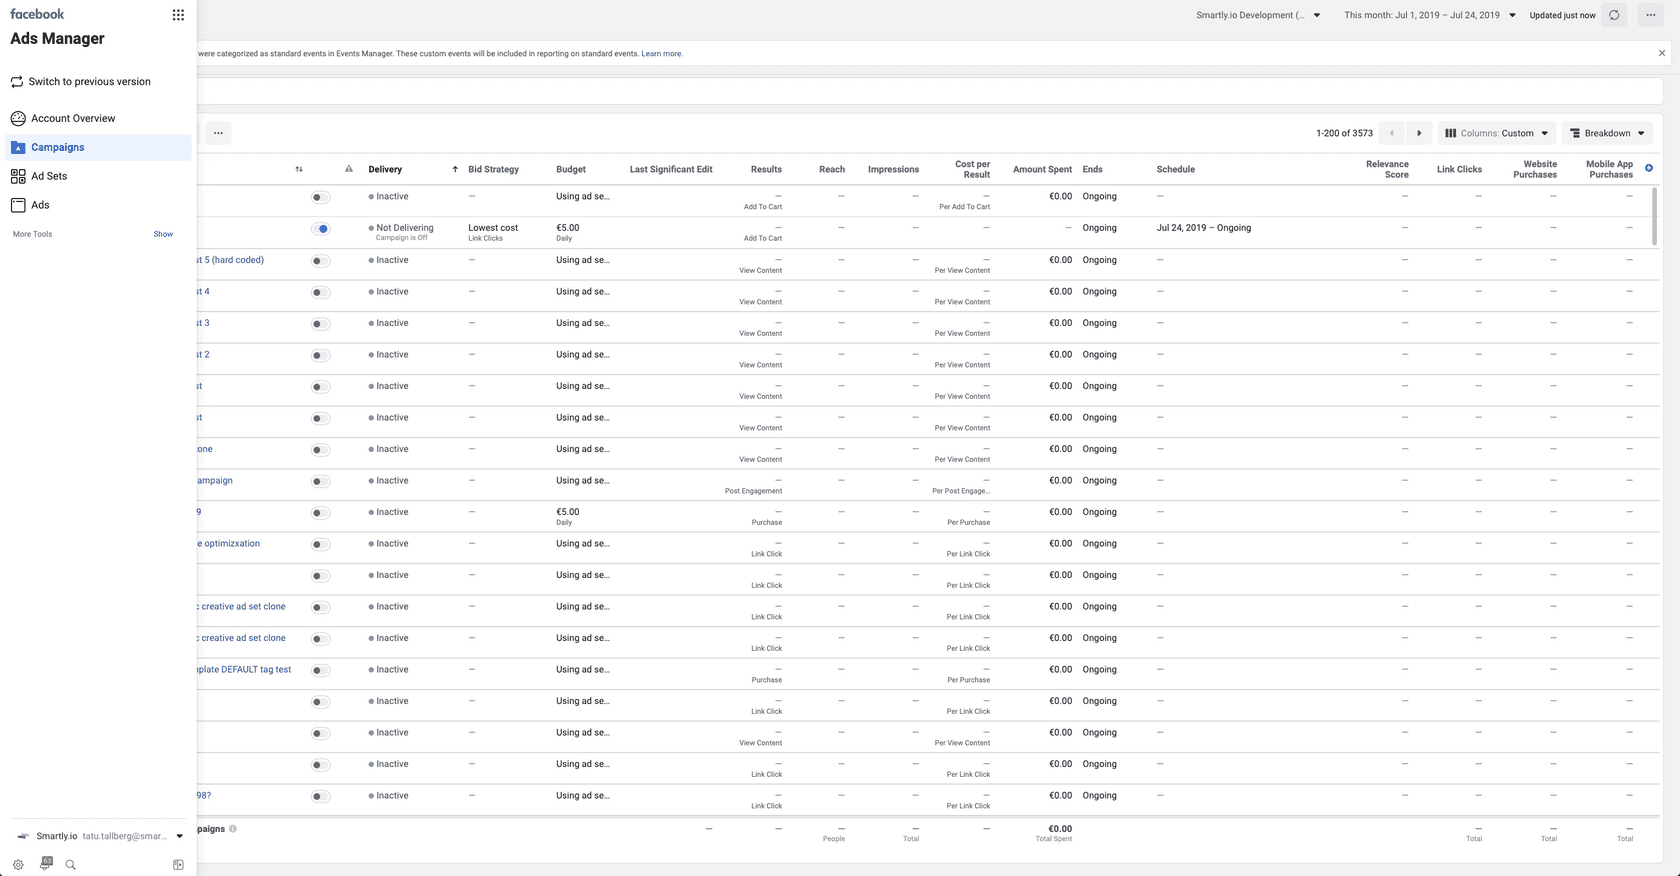 facebook
Ads Manager
Switch to previous version
Account Overview
Campaigns
Ad Sets
Ads
More Tools Show
Smartly.io tatu.tallberg@smar...
Smartly.io Development (... This month: Jul 1, 2019 – Jul 24, 2019 Updated just now
were categorized as standard events in Events Manager. These custom events will be included in reporting on standard events. Learn more.
1-200 of 3573 Columns: Custom Breakdown
Delivery Bid Strategy Budget Last Significant Edit Results Reach Impressions Cost per Result Amount Spent Ends Schedule Relevance Score Link Clicks Website Purchases Mobile App Purchases
Inactive — Using ad se... — — — — €0.00 Ongoing — — — — —
Add To Cart Per Add To Cart
Not Delivering Lowest cost €5.00 — — — — — Ongoing Jul 24, 2019 – Ongoing — — — —
Campaign is Off Link Clicks Daily Add To Cart
st 5 (hard coded) Inactive — Using ad se... — — — — €0.00 Ongoing — — — — —
View Content Per View Content
st 4 Inactive — Using ad se... — — — — €0.00 Ongoing — — — — —
View Content Per View Content
st 3 Inactive — Using ad se... — — — — €0.00 Ongoing — — — — —
View Content Per View Content
st 2 Inactive — Using ad se... — — — — €0.00 Ongoing — — — — —
View Content Per View Content
st Inactive — Using ad se... — — — — €0.00 Ongoing — — — — —
View Content Per View Content
st Inactive — Using ad se... — — — — €0.00 Ongoing — — — — —
View Content Per View Content
one Inactive — Using ad se... — — — — €0.00 Ongoing — — — — —
View Content Per View Content
ampaign Inactive — Using ad se... — — — — €0.00 Ongoing — — — — —
Post Engagement Per Post Engage...
9 Inactive — €5.00 — — — — €0.00 Ongoing — — — — —
Daily Purchase Per Purchase
e optimizxation Inactive — Using ad se... — — — — €0.00 Ongoing — — — — —
Link Click Per Link Click
Inactive — Using ad se... — — — — €0.00 Ongoing — — — — —
Link Click Per Link Click
c creative ad set clone Inactive — Using ad se... — — — — €0.00 Ongoing — — — — —
Link Click Per Link Click
c creative ad set clone Inactive — Using ad se... — — — — €0.00 Ongoing — — — — —
Link Click Per Link Click
nplate DEFAULT tag test Inactive — Using ad se... — — — — €0.00 Ongoing — — — — —
Purchase Per Purchase
Inactive — Using ad se... — — — — €0.00 Ongoing — — — — —
Link Click Per Link Click
Inactive — Using ad se... — — — — €0.00 Ongoing — — — — —
View Content Per View Content
Inactive — Using ad se... — — — — €0.00 Ongoing — — — — —
Link Click Per Link Click
98? Inactive — Using ad se... — — — — €0.00 Ongoing — — — — —
Link Click Per Link Click
paigns — — — — — €0.00 — — —
People Total Total Spent Total Total Total